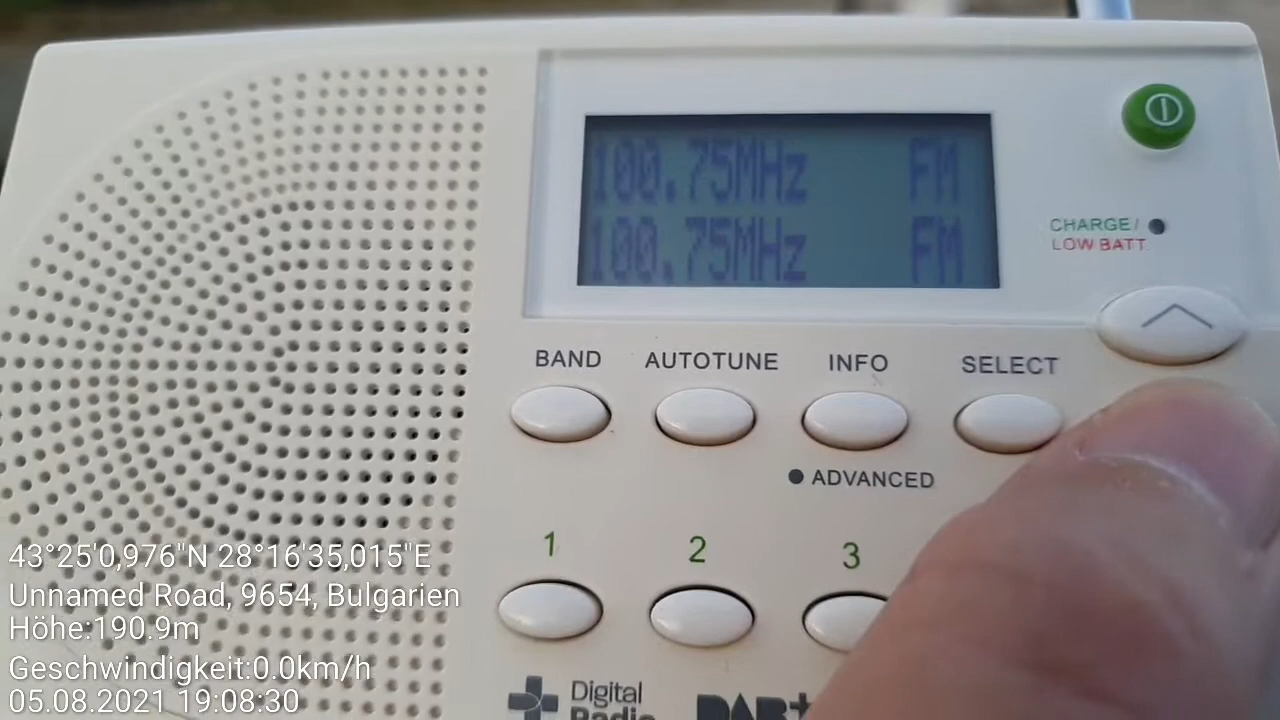 100.75MHz FM
100.75MHz FM
CHARGE/
LOW BATT
BAND AUTOTUNE INFO SELECT
ADVANCED
1 2 3
43°25'0,976"N 28°16'35,015"E
Unnamed Road, 9654, Bulgarien
Höhe:190.9m
Geschwindigkeit:0.0km/h
05.08.2021 19:08:30
Digital
Radio
DAB+